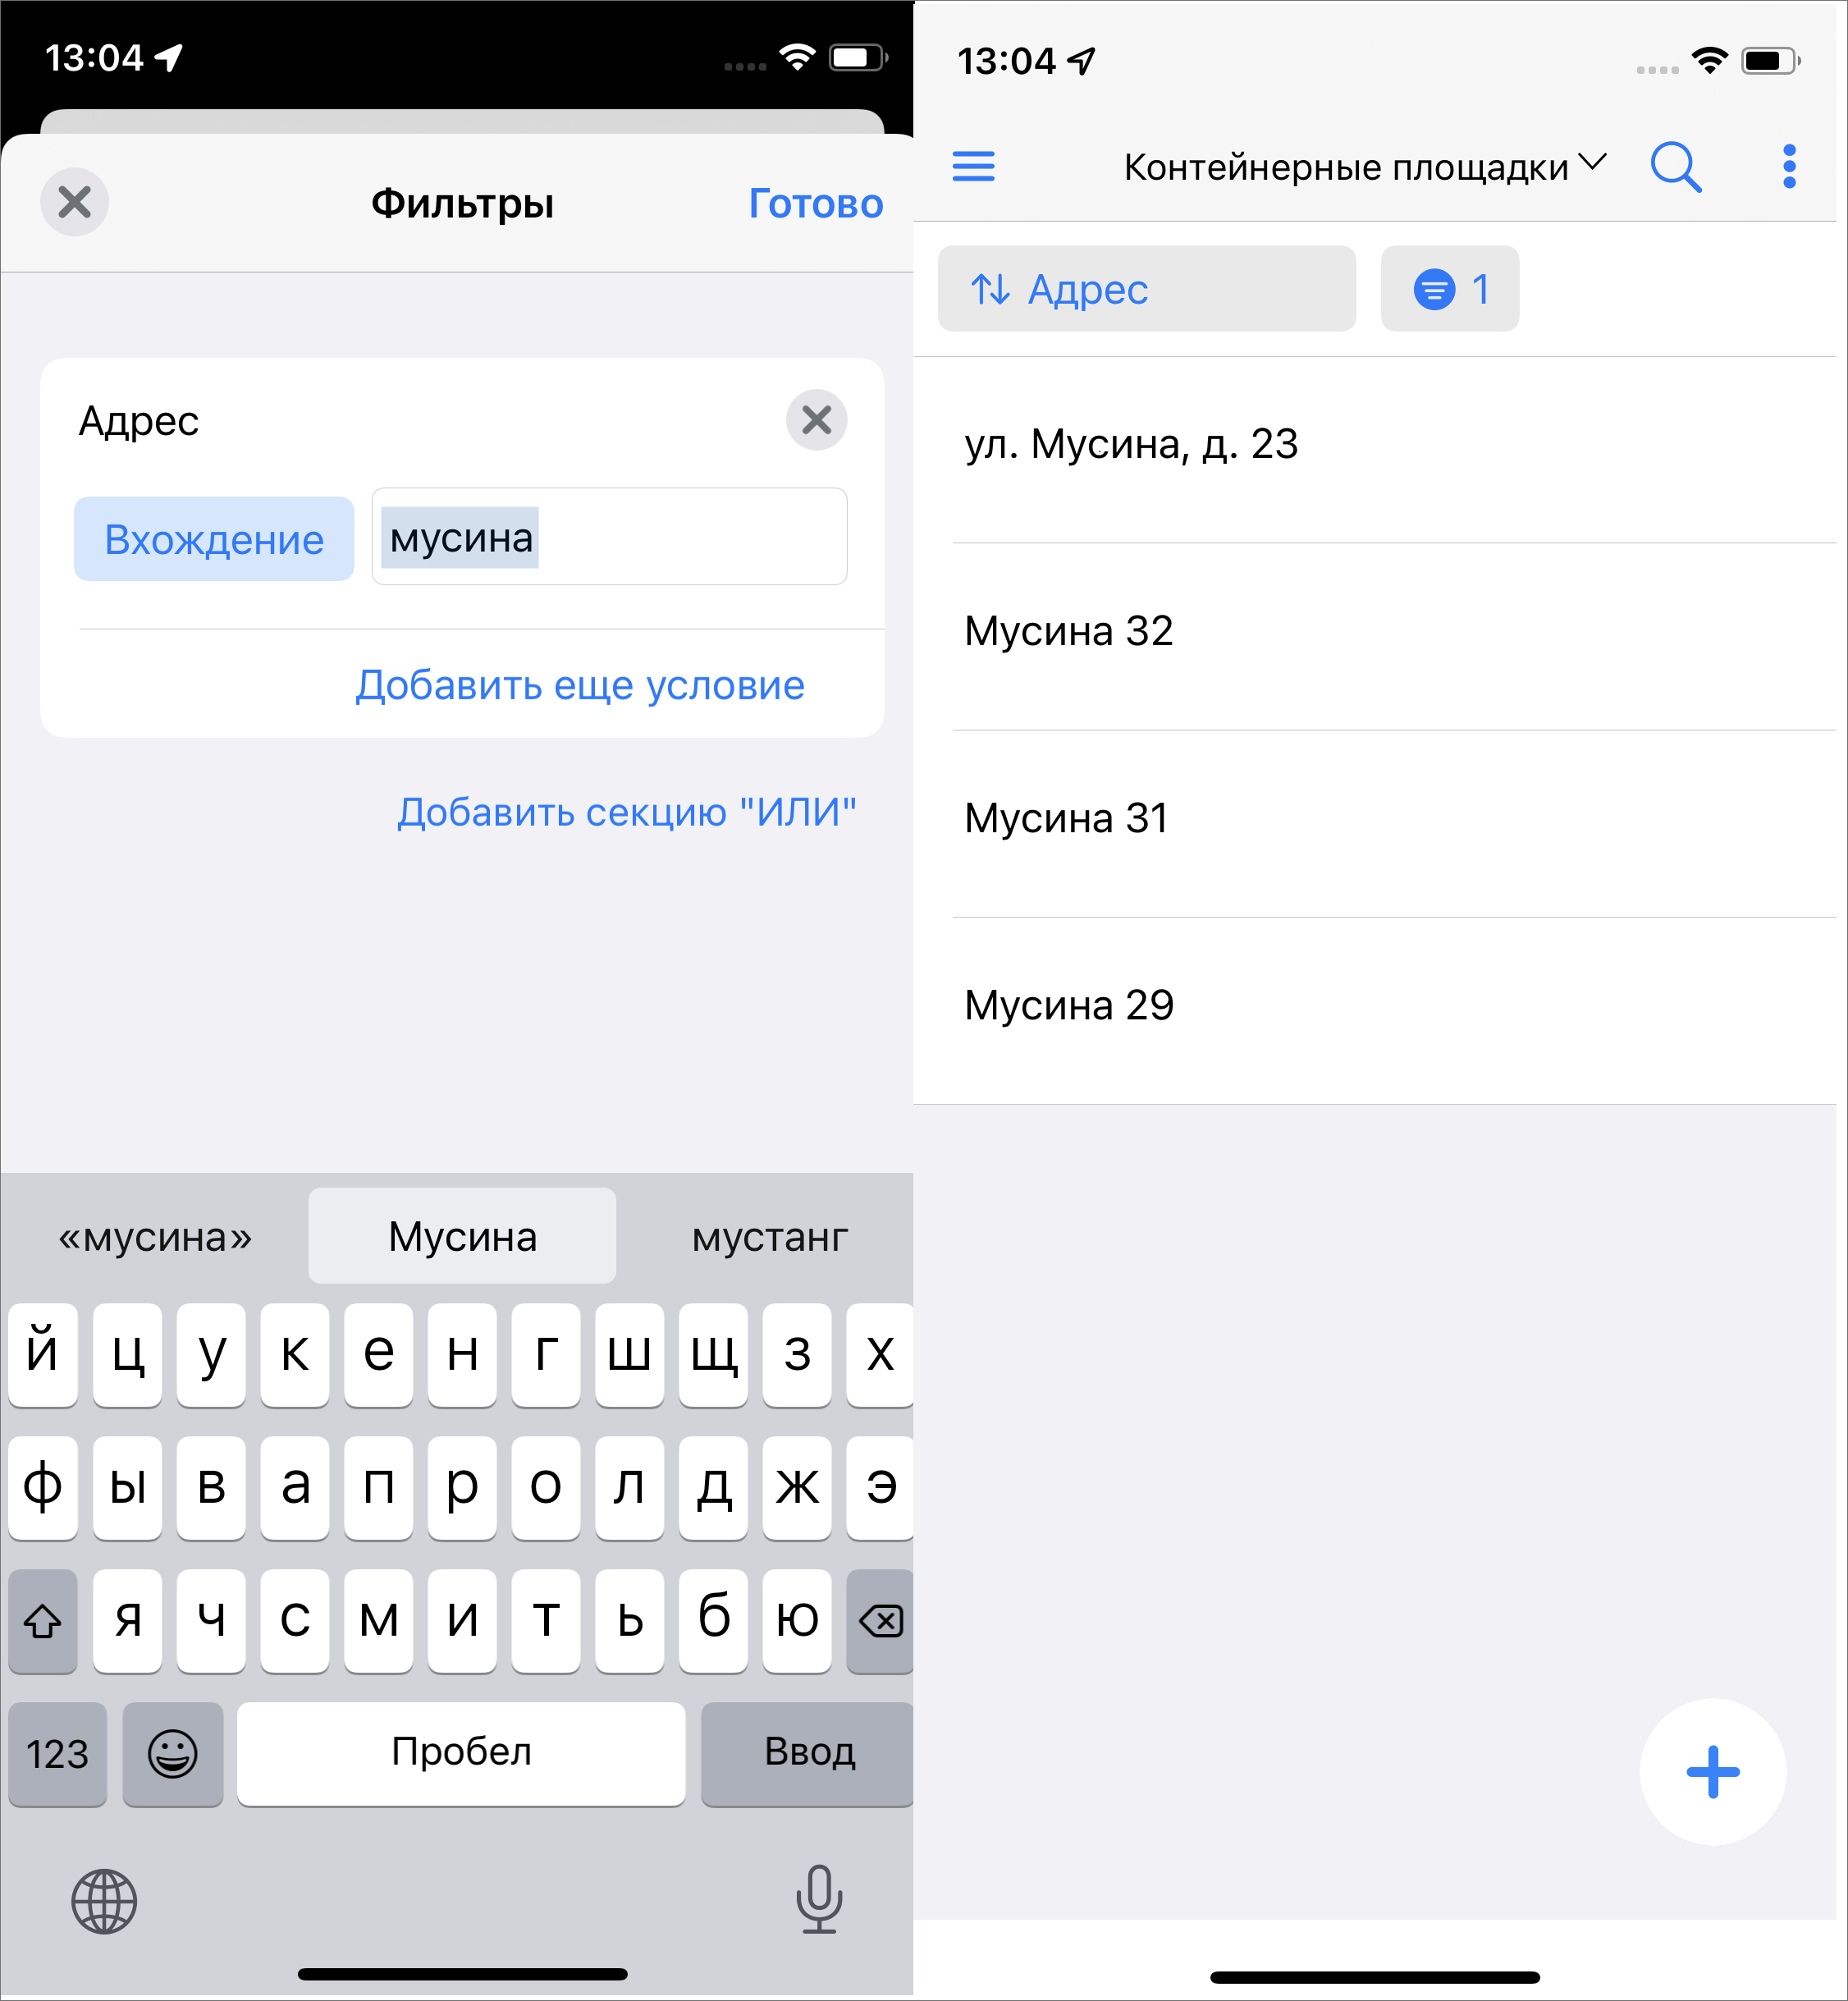 13:04
Фильтры
Готово
Адрес
Вхождение
мусина
Добавить еще условие
Добавить секцию "ИЛИ"
«мусина» Мусина мустанг
й ц у к е н г ш щ з х
ф ы в а п р о л д ж э
я ч с м и т ь б ю
123 Пробел Ввод
13:04
Контейнерные площадки
Адрес 1
ул. Мусина, д. 23
Мусина 32
Мусина 31
Мусина 29